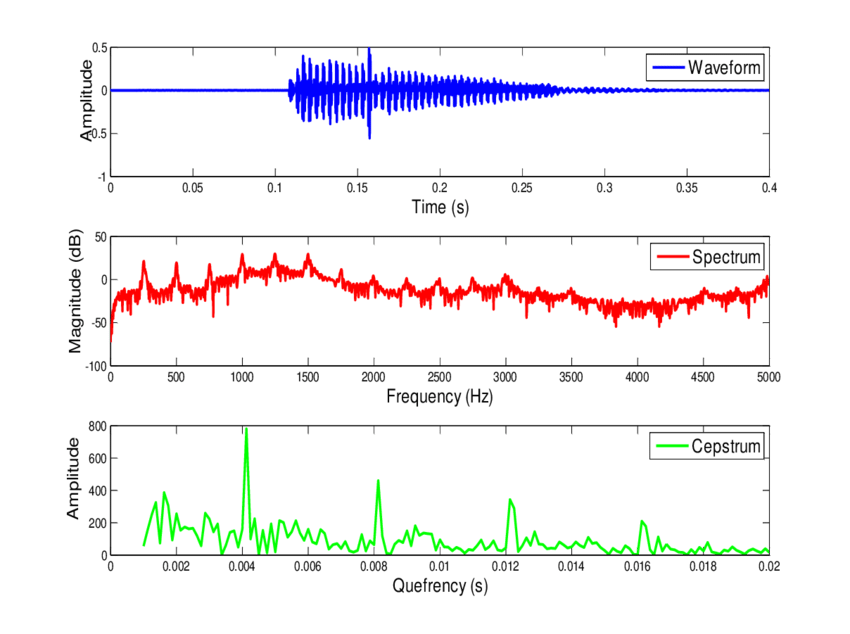 0.5
0
-0.5
-1
Amplitude
Waveform
0 0.05 0.1 0.15 0.2 0.25 0.3 0.35 0.4
Time (s)
50
0
-50
-100
Magnitude (dB)
Spectrum
0 500 1000 1500 2000 2500 3000 3500 4000 4500 5000
Frequency (Hz)
800
600
400
200
0
Amplitude
Cepstrum
0 0.002 0.004 0.006 0.008 0.01 0.012 0.014 0.016 0.018 0.02
Quefrency (s)